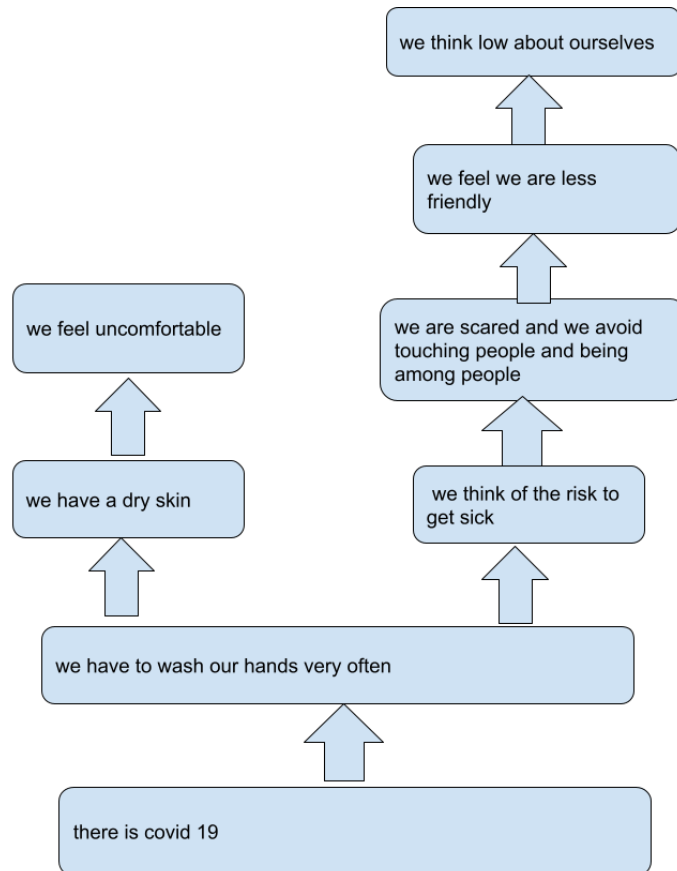 we think low about ourselves
we feel we are less
friendly
we feel uncomfortable
we are scared and we avoid
touching people and being
among people
we have a dry skin
we think of the risk to
get sick
we have to wash our hands very often
there is covid 19